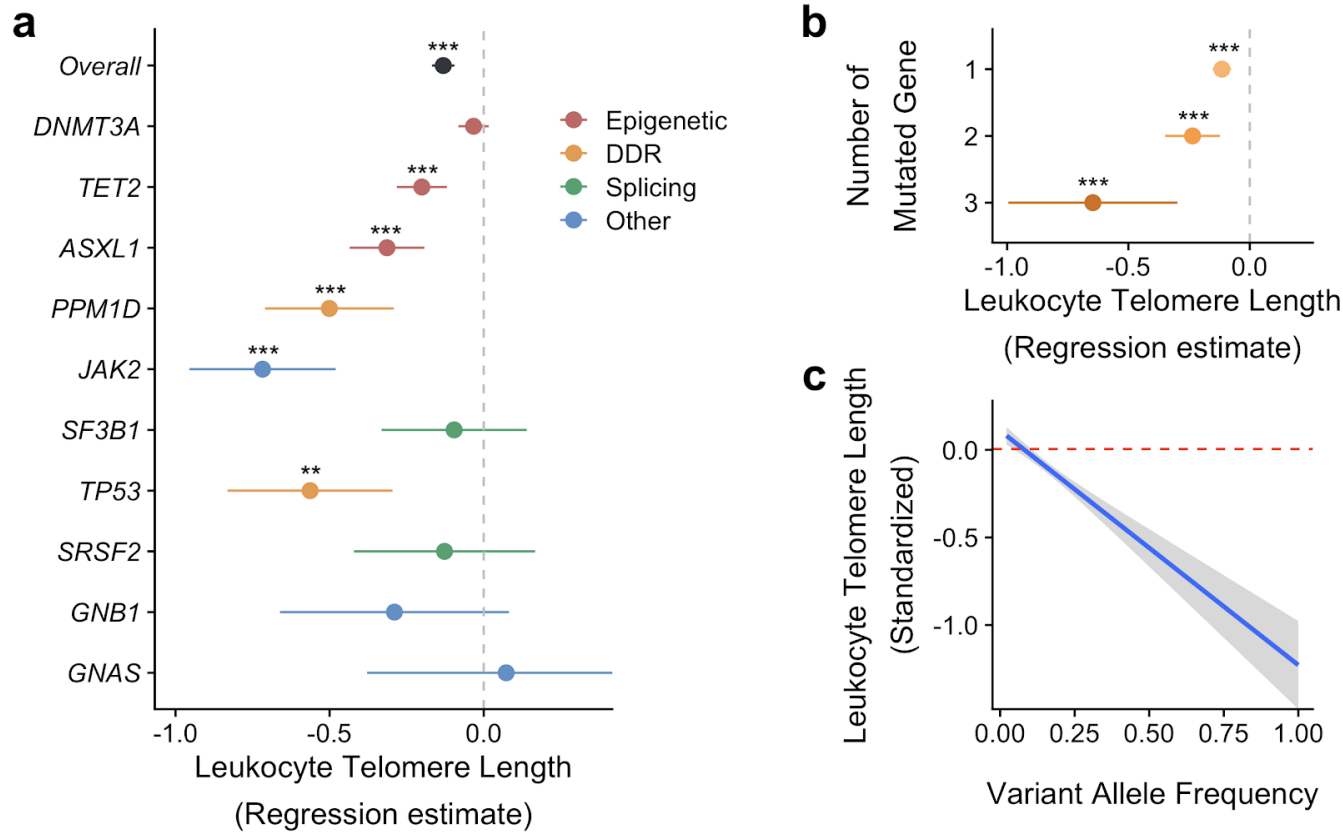 a
***
Overall
DNMT3A
***
TET2
***
ASXL1
***
PPM1D
***
JAK2
SF3B1
**
TP53
SRSF2
GNB1
GNAS
Epigenetic
DDR
Splicing
Other
-1.0 -0.5 0.0
Leukocyte Telomere Length
(Regression estimate)
b
Number of
Mutated Gene
***
1
***
2
***
3
-1.0 -0.5 0.0
Leukocyte Telomere Length
(Regression estimate)
c
Leukocyte Telomere Length
(Standardized)
0.0
-0.5
-1.0
0.00 0.25 0.50 0.75 1.00
Variant Allele Frequency